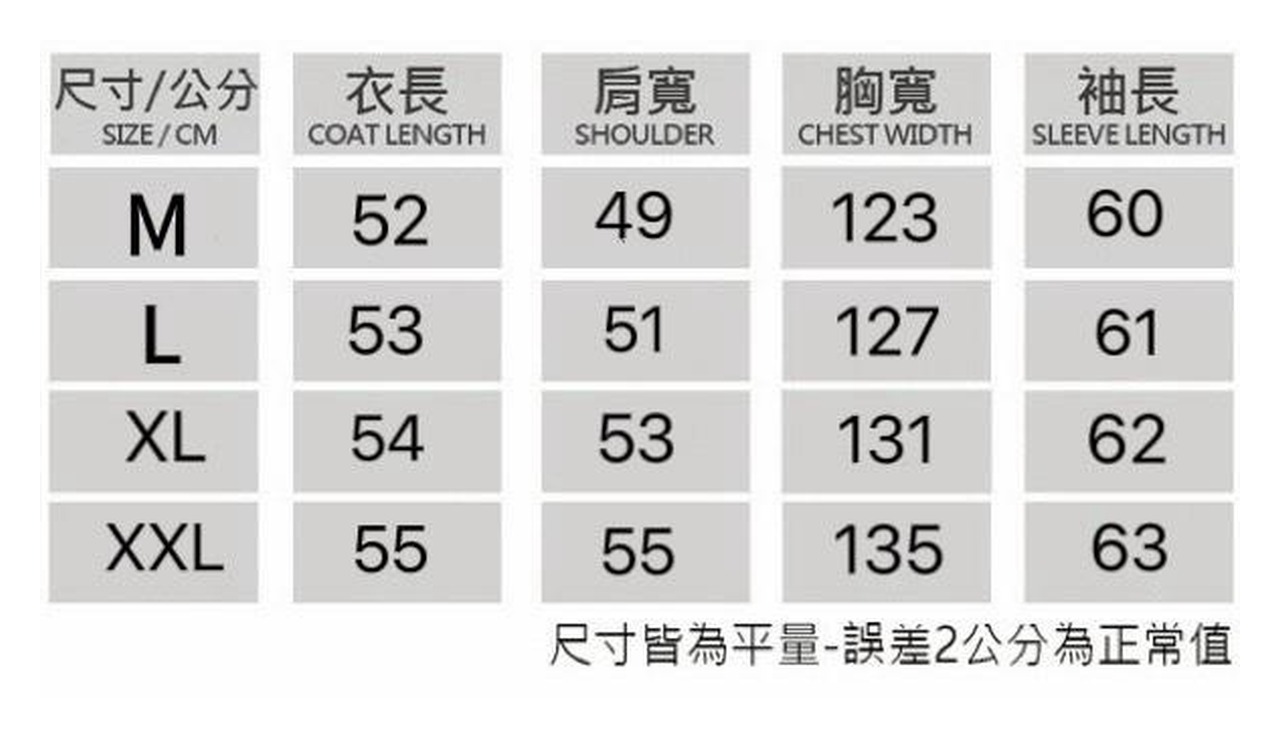 尺寸/公分 衣長 肩寬 胸寬 袖長
SIZE / CM COAT LENGTH SHOULDER CHEST WIDTH SLEEVE LENGTH
M 52 49 123 60
L 53 51 127 61
XL 54 53 131 62
XXL 55 55 135 63
尺寸皆為平量-誤差2公分為正常值